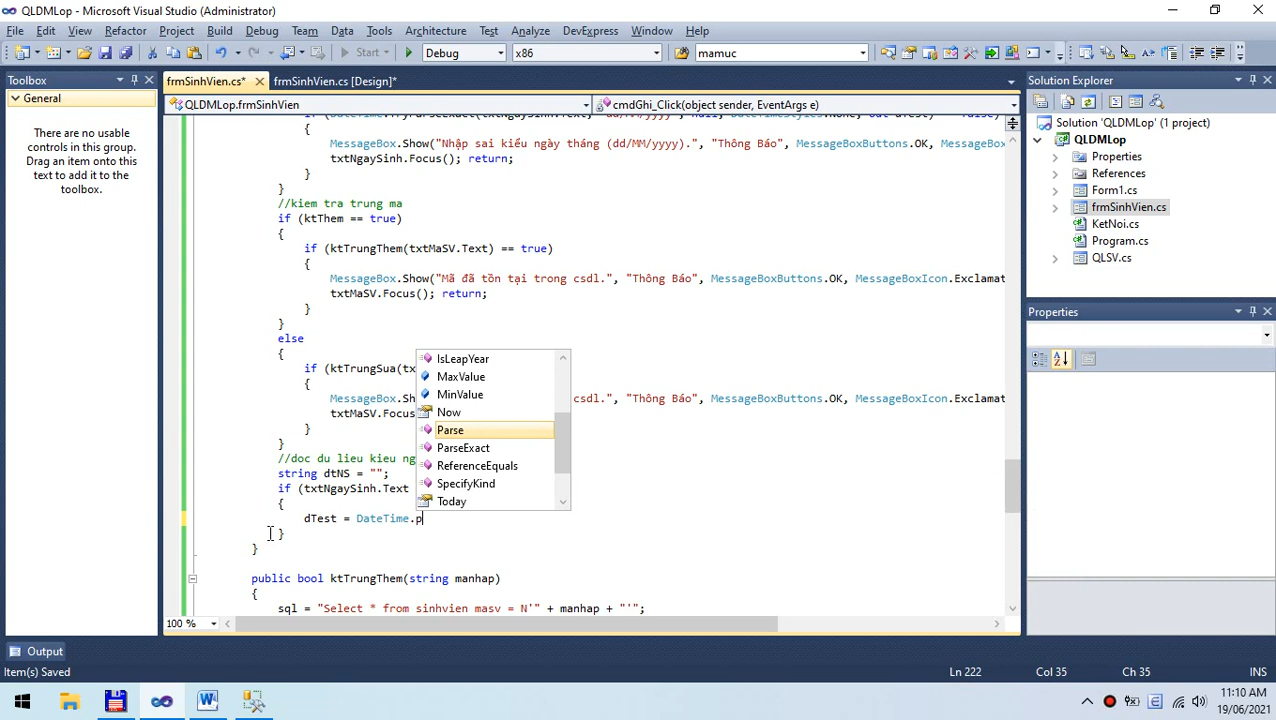 QLDMLop - Microsoft Visual Studio (Administrator)
File Edit View Refactor Project Build Debug Team Data Tools Architecture Test Analyze DevExpress Window Help
Start Debug x86 mamuc
Toolbox
General
There are no usable
controls in this group.
Drag an item onto this
text to add it to the
toolbox.
frmSinhVien.cs* frmSinhVien.cs [Design]*
QLDMLop.frmSinhVien cmdGhi_Click(object sender, EventArgs e)
{
MessageBox.Show("Nhập sai kiểu ngày tháng (dd/MM/yyyy).", "Thông Báo", MessageBoxButtons.OK, MessageBox
txtNgaySinh.Focus(); return;
}
}
//kiem tra trung ma
if (ktThem == true)
{
if (ktTrungThem(txtMaSV.Text) == true)
{
MessageBox.Show("Mã đã tồn tại trong csdl.", "Thông Báo", MessageBoxButtons.OK, MessageBoxIcon.Exclamat
txtMaSV.Focus(); return;
}
}
else
{
if (ktTrungSua(tx
{
MessageBox.Sh csdl.", "Thông Báo", MessageBoxButtons.OK, MessageBoxIcon.Exclamat
txtMaSV.Focus
}
}
//doc du lieu kieu ng
string dtNS = "";
if (txtNgaySinh.Text
{
dTest = DateTime.p
}
}
public bool ktTrungThem(string manhap)
{
sql = "Select * from sinhvien masv = N'" + manhap + "'";
IsLeapYear
MaxValue
MinValue
Now
Parse
ParseExact
ReferenceEquals
SpecifyKind
Today
100 %
Solution Explorer
Solution 'QLDMLop' (1 project)
QLDMLop
Properties
References
Form1.cs
frmSinhVien.cs
KetNoi.cs
Program.cs
QLSV.cs
Properties
Output
Item(s) Saved Ln 222 Col 35 Ch 35 INS
11:10 AM
19/06/2021